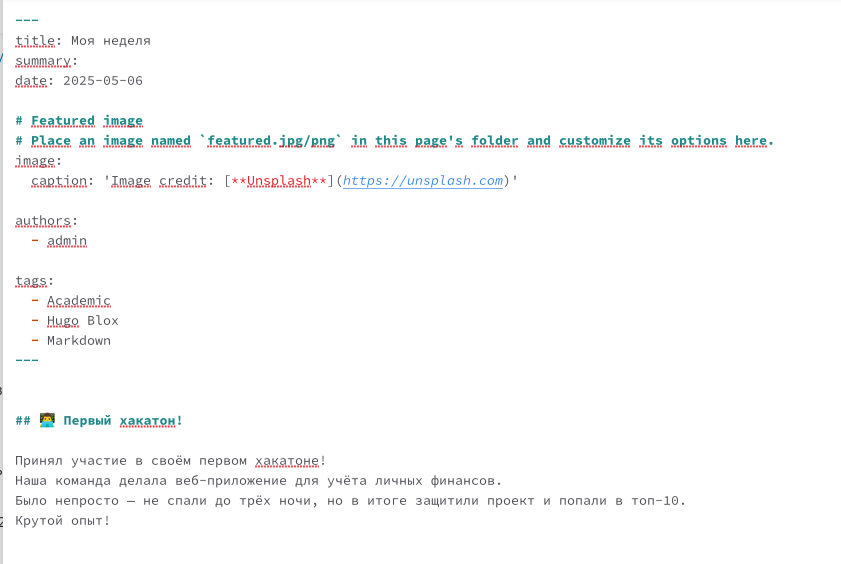 ---
title: Моя неделя
summary:
date: 2025-05-06
# Featured image
# Place an image named `featured.jpg/png` in this page's folder and customize its options here.
image:
caption: 'Image credit: [**Unsplash**](https://unsplash.com)'
authors:
- admin
tags:
- Academic
- Hugo Blox
- Markdown
---
## 👨‍💻 Первый хакатон!
Принял участие в своём первом хакатоне!
Наша команда делала веб-приложение для учёта личных финансов.
Было непросто — не спали до трёх ночи, но в итоге защитили проект и попали в топ-10.
Крутой опыт!